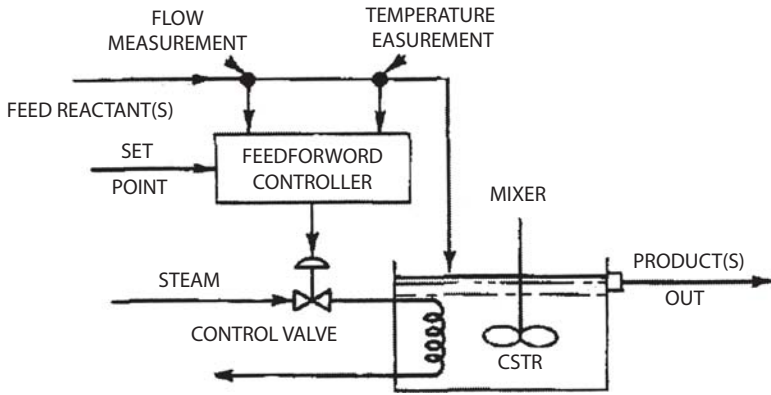 FLOW
MEASUREMENT
TEMPERATURE
EASUREMENT
FEED REACTANT(S)
SET
POINT
FEEDFORWORD
CONTROLLER
MIXER
STEAM
PRODUCT(S)
OUT
CONTROL VALVE
CSTR